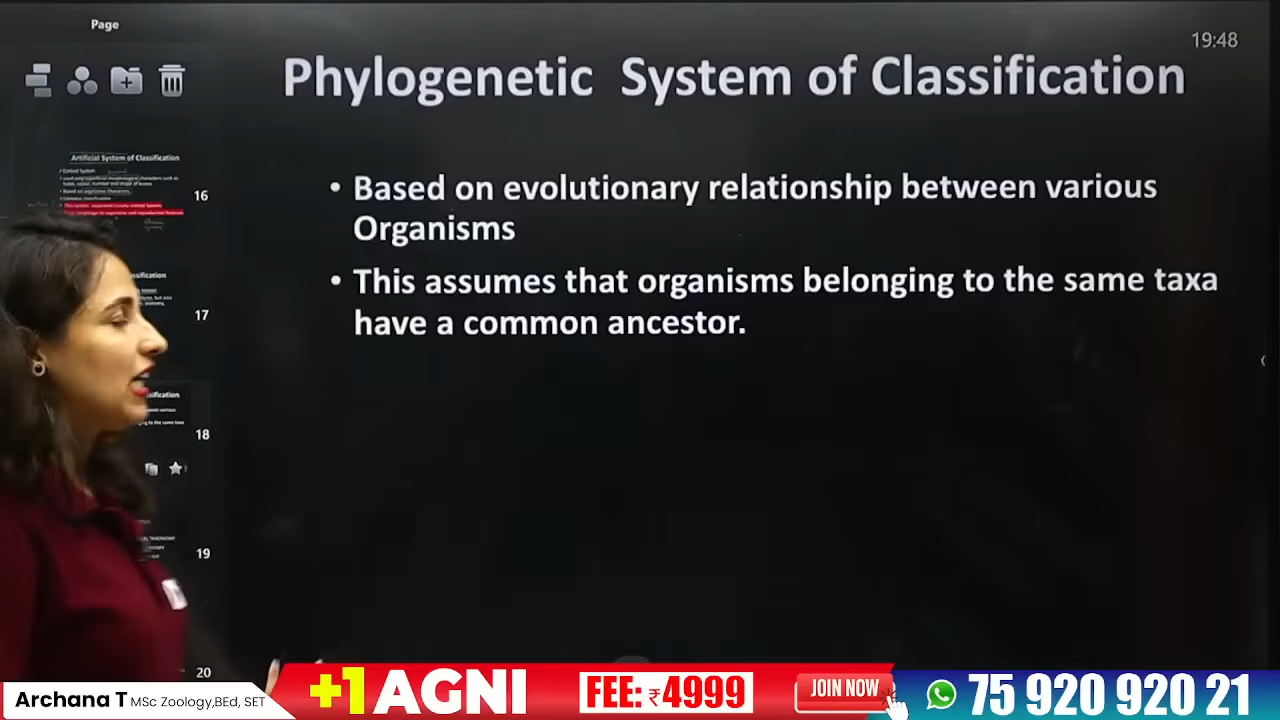 Page
19:48
Phylogenetic System of Classification
Artificial System of Classification
16
• Based on evolutionary relationship between various
Organisms
• This assumes that organisms belonging to the same taxa
have a common ancestor.
17
18
19
20
Archana T MSc Zoology,BEd, SET
+1 AGNI
FEE: ₹4999
JOIN NOW
75 920 920 21